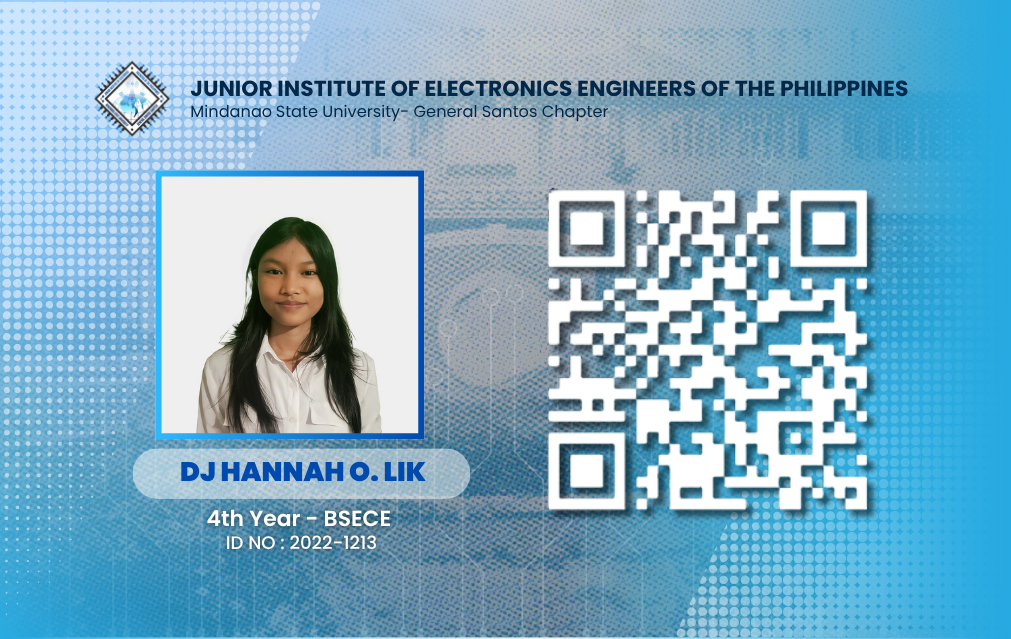 JUNIOR INSTITUTE OF ELECTRONICS ENGINEERS OF THE PHILIPPINES
Mindanao State University- General Santos Chapter
DJ HANNAH O. LIK
4th Year - BSECE
ID NO : 2022-1213